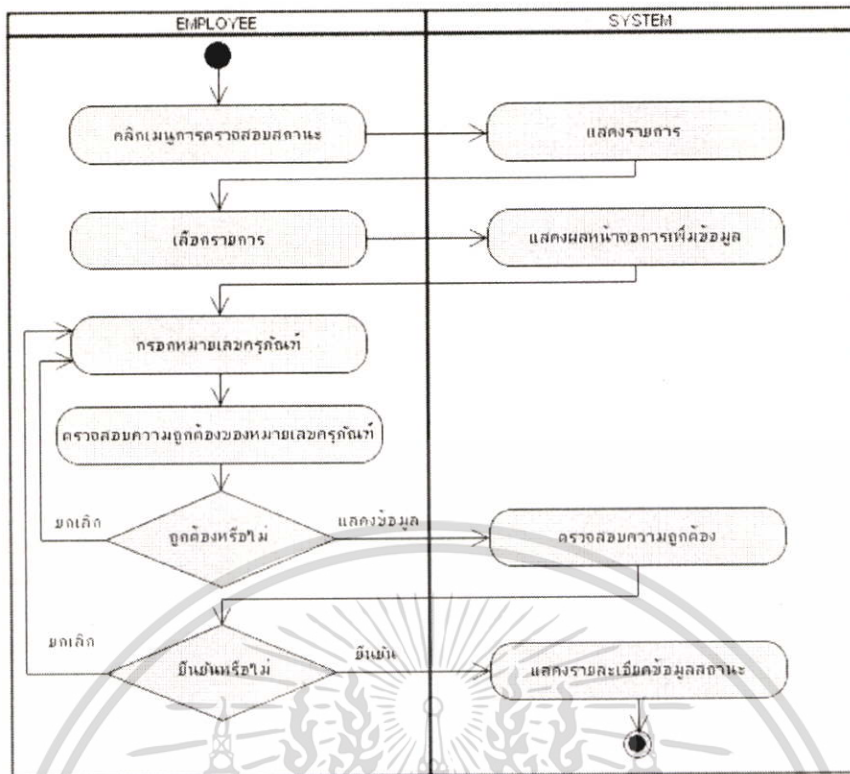 EMPLOYEE
SYSTEM
คลิกเมนูการตรวจสอบสถานะ
แสดงรายการ
เลือกรายการ
แสดงผลหน้าจอการเพิ่มข้อมูล
กรอกหมายเลขครุภัณฑ์
ตรวจสอบความถูกต้องของหมายเลขครุภัณฑ์
ยกเลิก
ถูกต้องหรือไม่
แสดงข้อมูล
ตรวจสอบความถูกต้อง
ยกเลิก
ยืนยันหรือไม่
ยืนยัน
แสดงรายละเอียดข้อมูลสถานะ